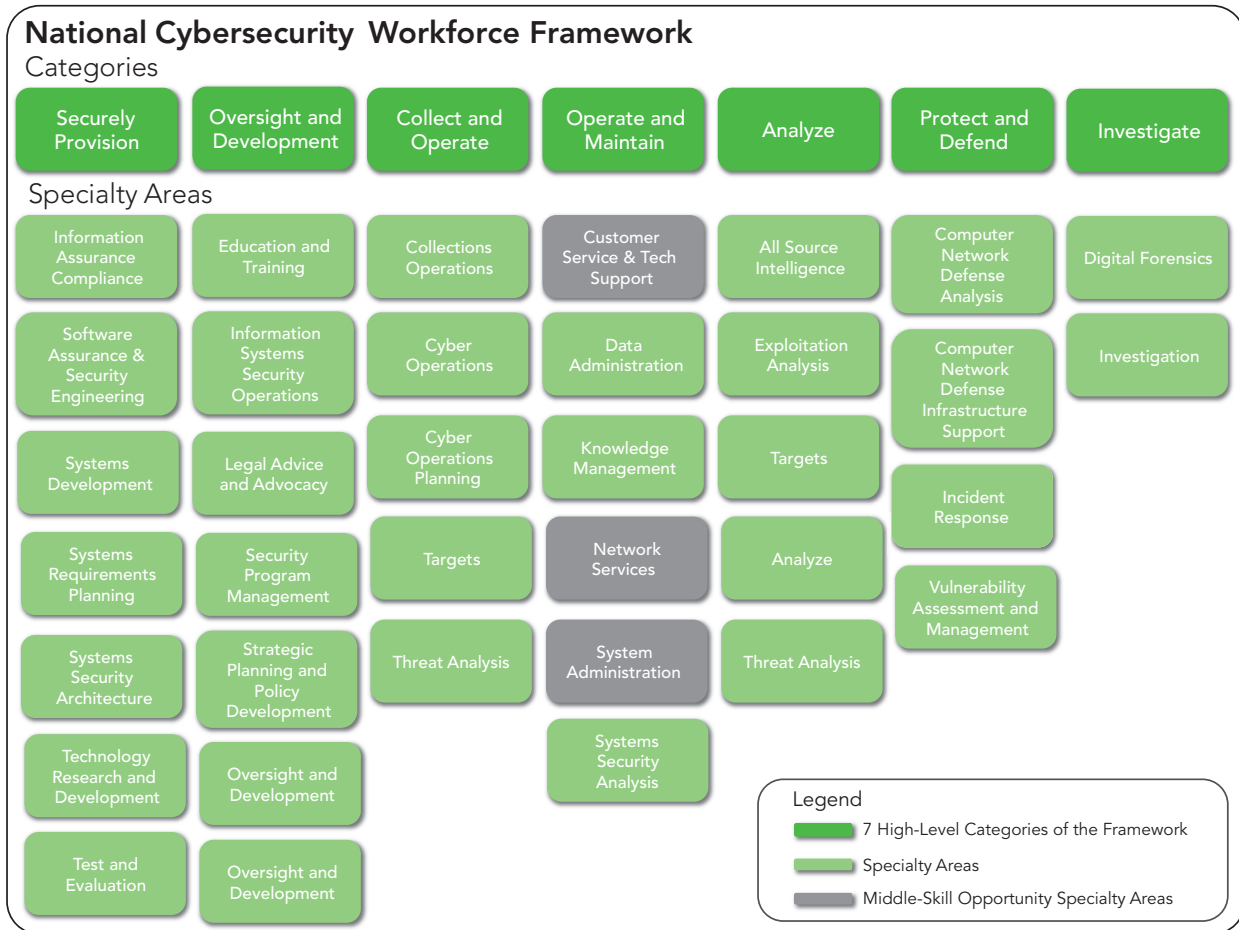 National Cybersecurity Workforce Framework
Categories
Securely
Provision
Oversight and
Development
Collect and
Operate
Operate and
Maintain
Analyze
Protect and
Defend
Investigate
Specialty Areas
Information
Assurance
Compliance
Software
Assurance &
Security
Engineering
Systems
Development
Systems
Requirements
Planning
Systems
Security
Architecture
Technology
Research and
Development
Test and
Evaluation
Education and
Training
Information
Systems
Security
Operations
Legal Advice
and Advocacy
Security
Program
Management
Strategic
Planning and
Policy
Development
Oversight and
Development
Oversight and
Development
Collections
Operations
Cyber
Operations
Cyber
Operations
Planning
Targets
Threat Analysis
Customer
Service & Tech
Support
Data
Administration
Knowledge
Management
Network
Services
System
Administration
Systems
Security
Analysis
All Source
Intelligence
Exploitation
Analysis
Targets
Analyze
Threat Analysis
Computer
Network
Defense
Analysis
Computer
Network
Defense
Infrastructure
Support
Incident
Response
Vulnerability
Assessment and
Management
Digital Forensics
Investigation
Legend
7 High-Level Categories of the Framework
Specialty Areas
Middle-Skill Opportunity Specialty Areas